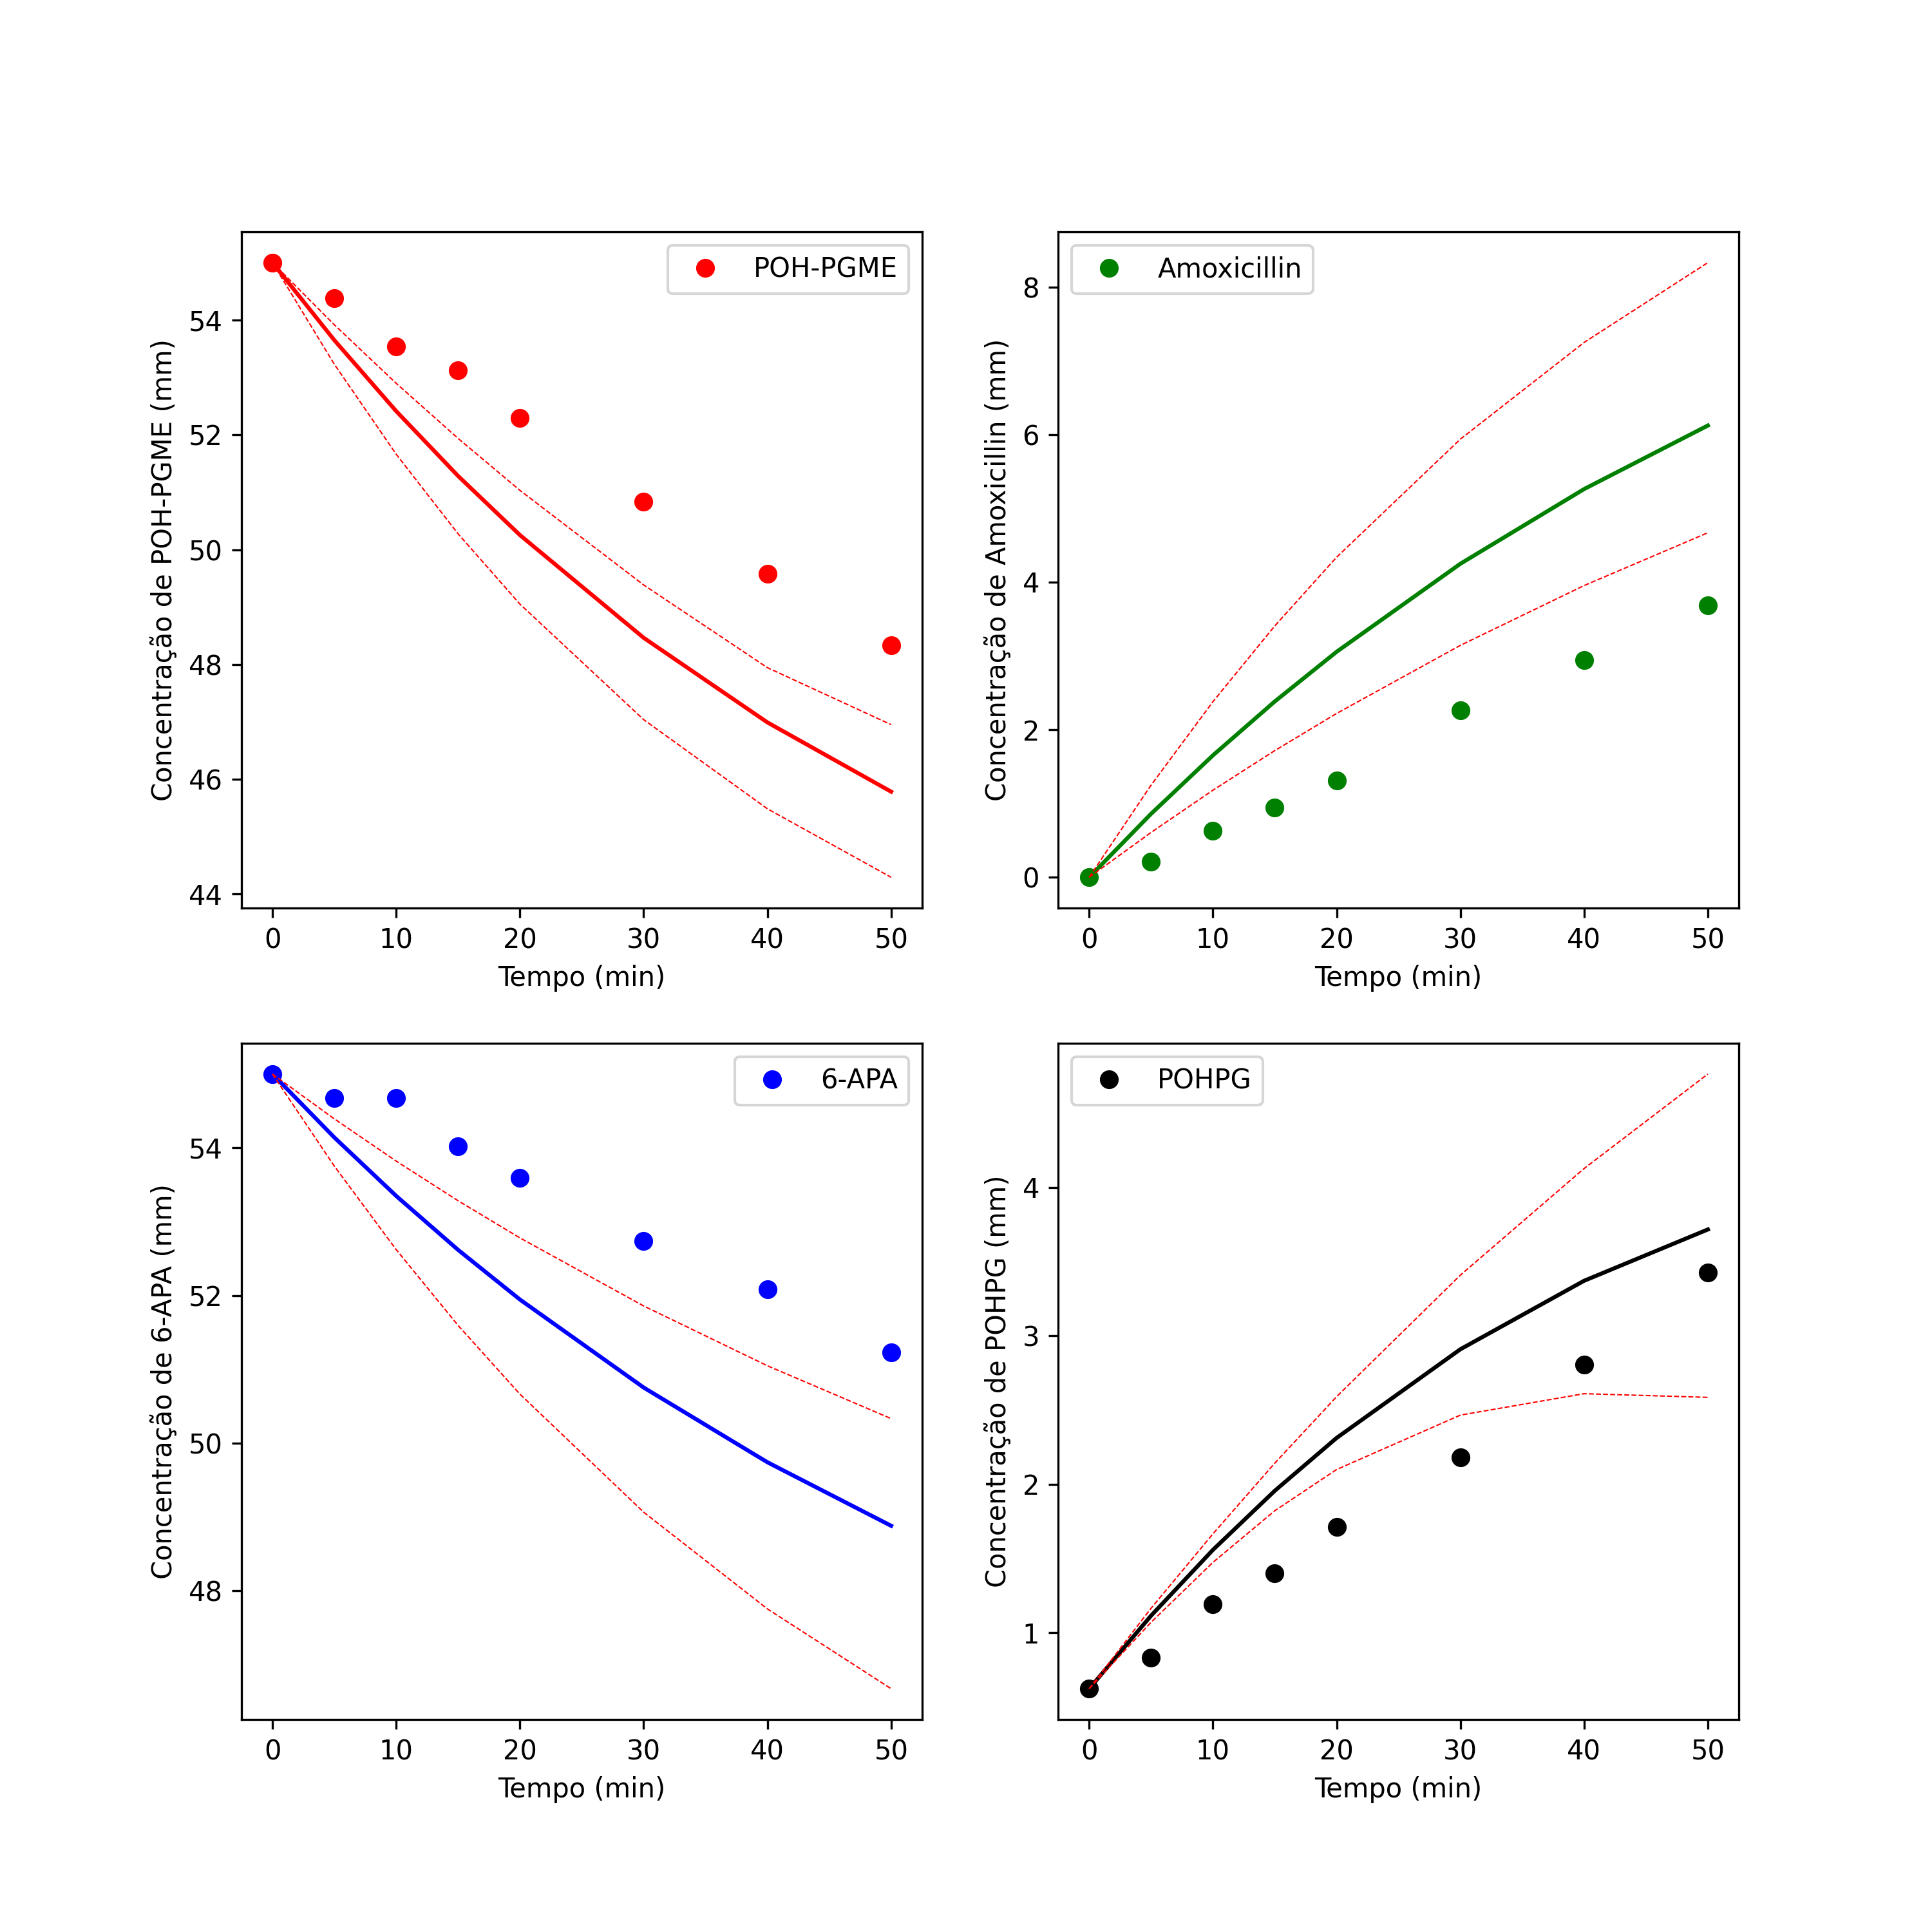 POH-PGME
Concentração de POH-PGME (mm)
54
52
50
48
46
44
0 10 20 30 40 50
Tempo (min)
Amoxicillin
Concentração de Amoxicillin (mm)
8
6
4
2
0
0 10 20 30 40 50
Tempo (min)
6-APA
Concentração de 6-APA (mm)
54
52
50
48
0 10 20 30 40 50
Tempo (min)
POHPG
Concentração de POHPG (mm)
4
3
2
1
0 10 20 30 40 50
Tempo (min)